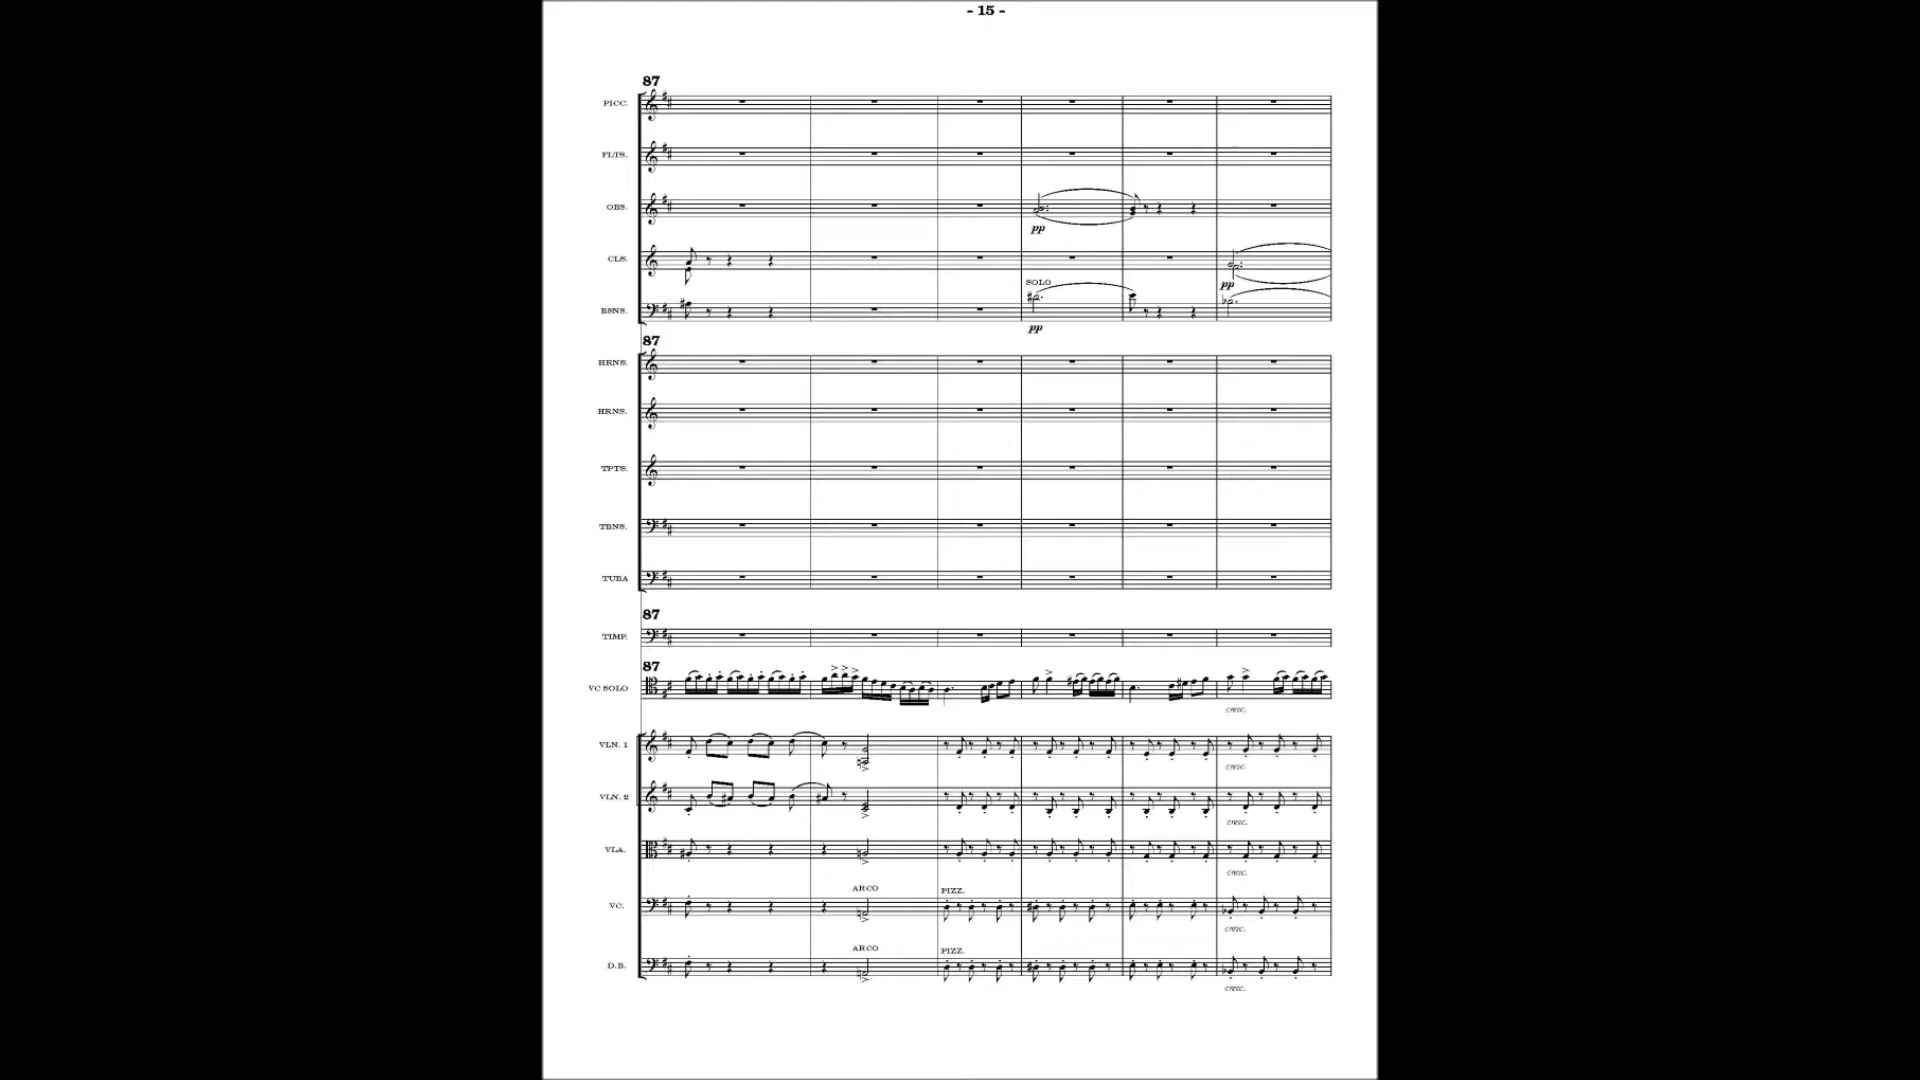 - 15 -
87
PICC.
FLTS.
OBS.
pp
CLS.
pp
SOLO
BSNS.
pp
87
HRNS.
HRNS.
TPTS.
TBNS.
TUBA
87
TIMP.
87
VC SOLO
cresc.
VLN. 1
cresc.
VLN. 2
cresc.
VLA.
cresc.
ARCO PIZZ.
VC.
cresc.
ARCO PIZZ.
D.B.
cresc.